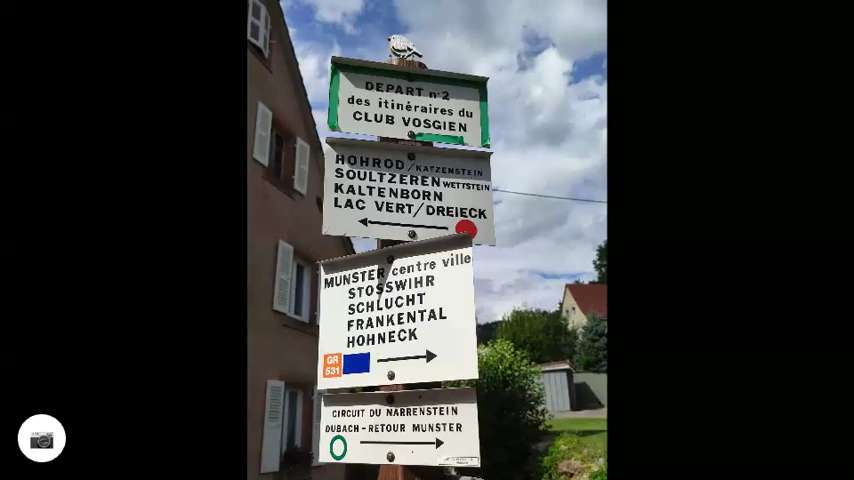 DEPART n°2
des itinéraires du
CLUB VOSGIEN
HOHROD/KATZENSTEIN
SOULTZEREN WETTSTEIN
KALTENBORN
LAC VERT/DREIECK
MUNSTER centre ville
STOSSWIHR
SCHLUCHT
FRANKENTAL
HOHNECK
GR
531
CIRCUIT DU NARRENSTEIN
DUBACH-RETOUR MUNSTER